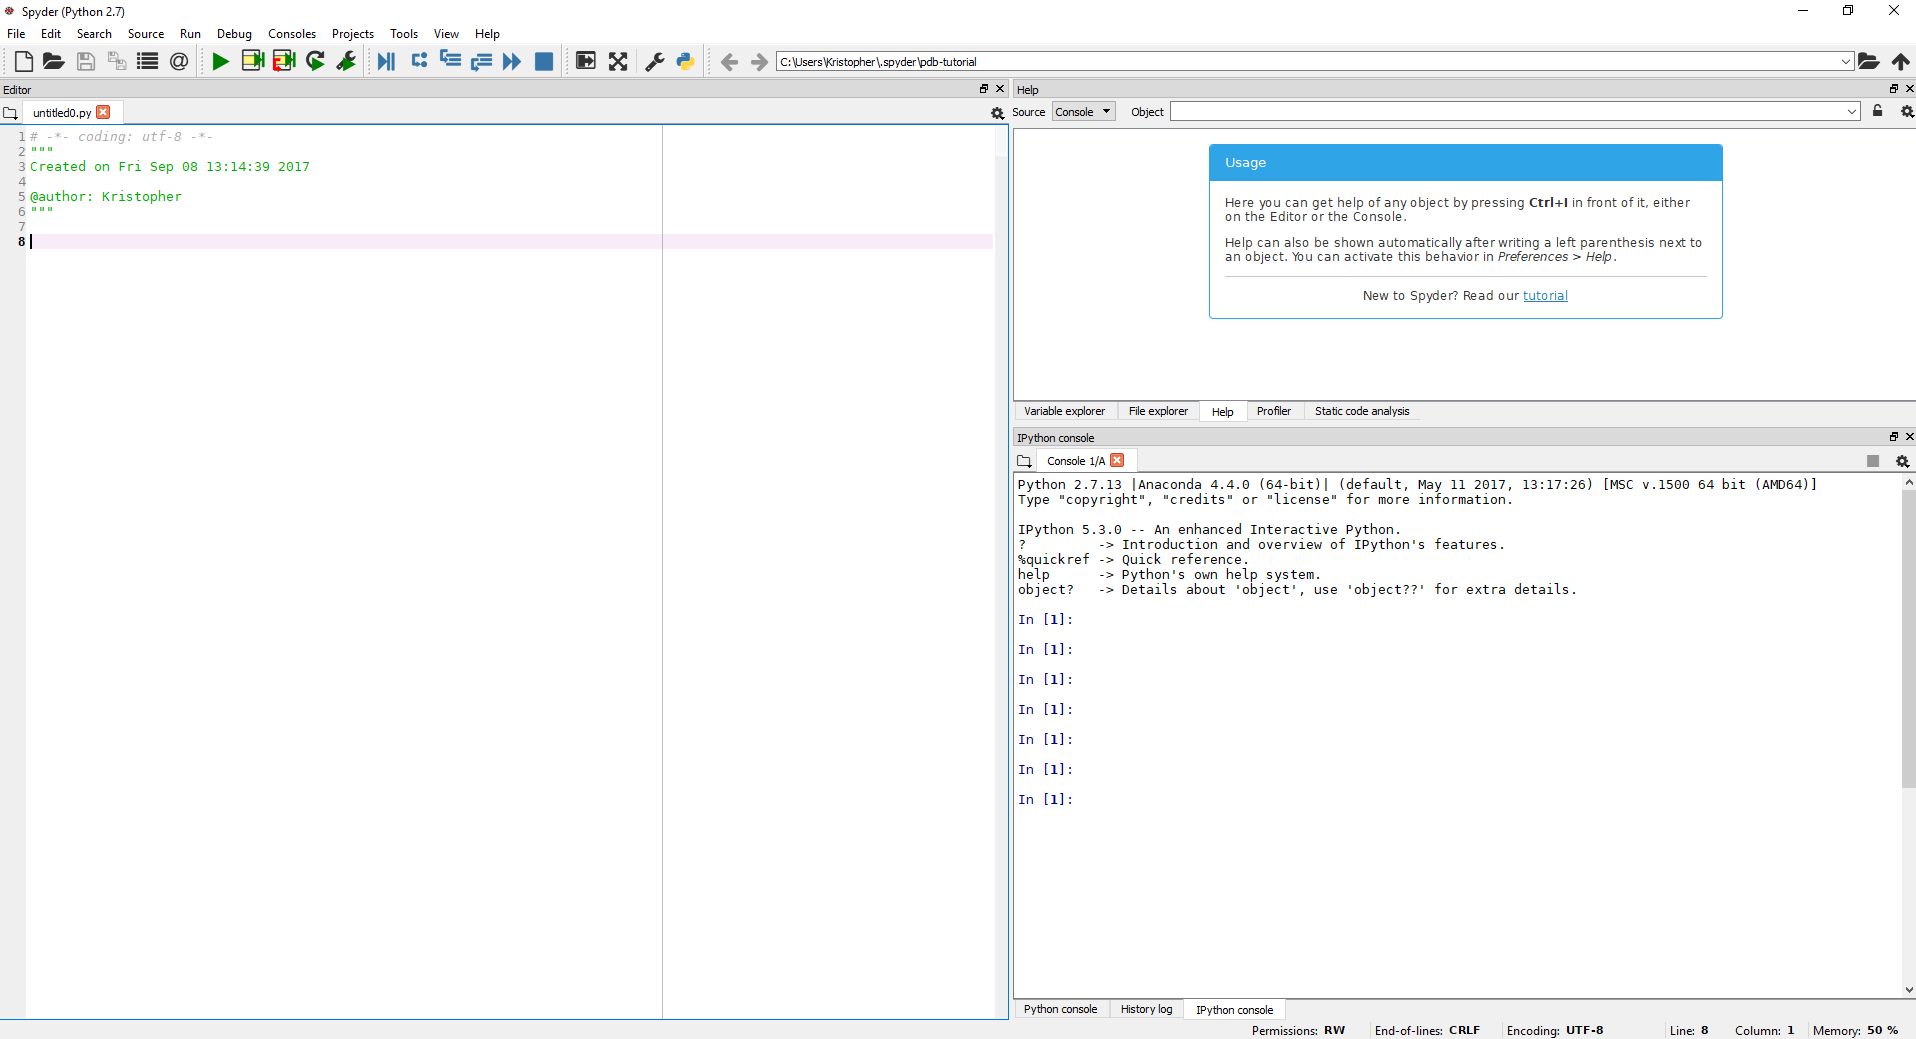 Spyder (Python 2.7)
File Edit Search Source Run Debug Consoles Projects Tools View Help
C:\Users\Kristopher\.spyder\pdb-tutorial
Editor
untitled0.py
1 # -*- coding: utf-8 -*-
2 """
3 Created on Fri Sep 08 13:14:39 2017
4
5 @author: Kristopher
6 """
7
8
Help
Source Console Object
Usage
Here you can get help of any object by pressing Ctrl+I in front of it, either
on the Editor or the Console.
Help can also be shown automatically after writing a left parenthesis next to
an object. You can activate this behavior in Preferences > Help.
New to Spyder? Read our tutorial
Variable explorer File explorer Help Profiler Static code analysis
IPython console
Console 1/A
Python 2.7.13 |Anaconda 4.4.0 (64-bit)| (default, May 11 2017, 13:17:26) [MSC v.1500 64 bit (AMD64)]
Type "copyright", "credits" or "license" for more information.
IPython 5.3.0 -- An enhanced Interactive Python.
?         -> Introduction and overview of IPython's features.
%quickref -> Quick reference.
help      -> Python's own help system.
object?   -> Details about 'object', use 'object??' for extra details.
In [1]:
In [1]:
In [1]:
In [1]:
In [1]:
In [1]:
In [1]:
Python console History log IPython console
Permissions: RW End-of-lines: CRLF Encoding: UTF-8 Line: 8 Column: 1 Memory: 50 %